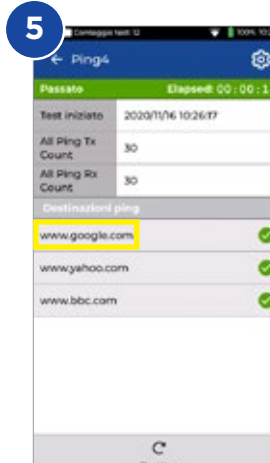 5
Conteggio test: 12 100% 10:2
← Ping4
Passato Elapsed: 00:00:1
Test iniziato 2020/11/16 10:26:17
All Ping Tx Count 30
All Ping Rx Count 30
Destinazioni ping
www.google.com
www.yahoo.com
www.bbc.com